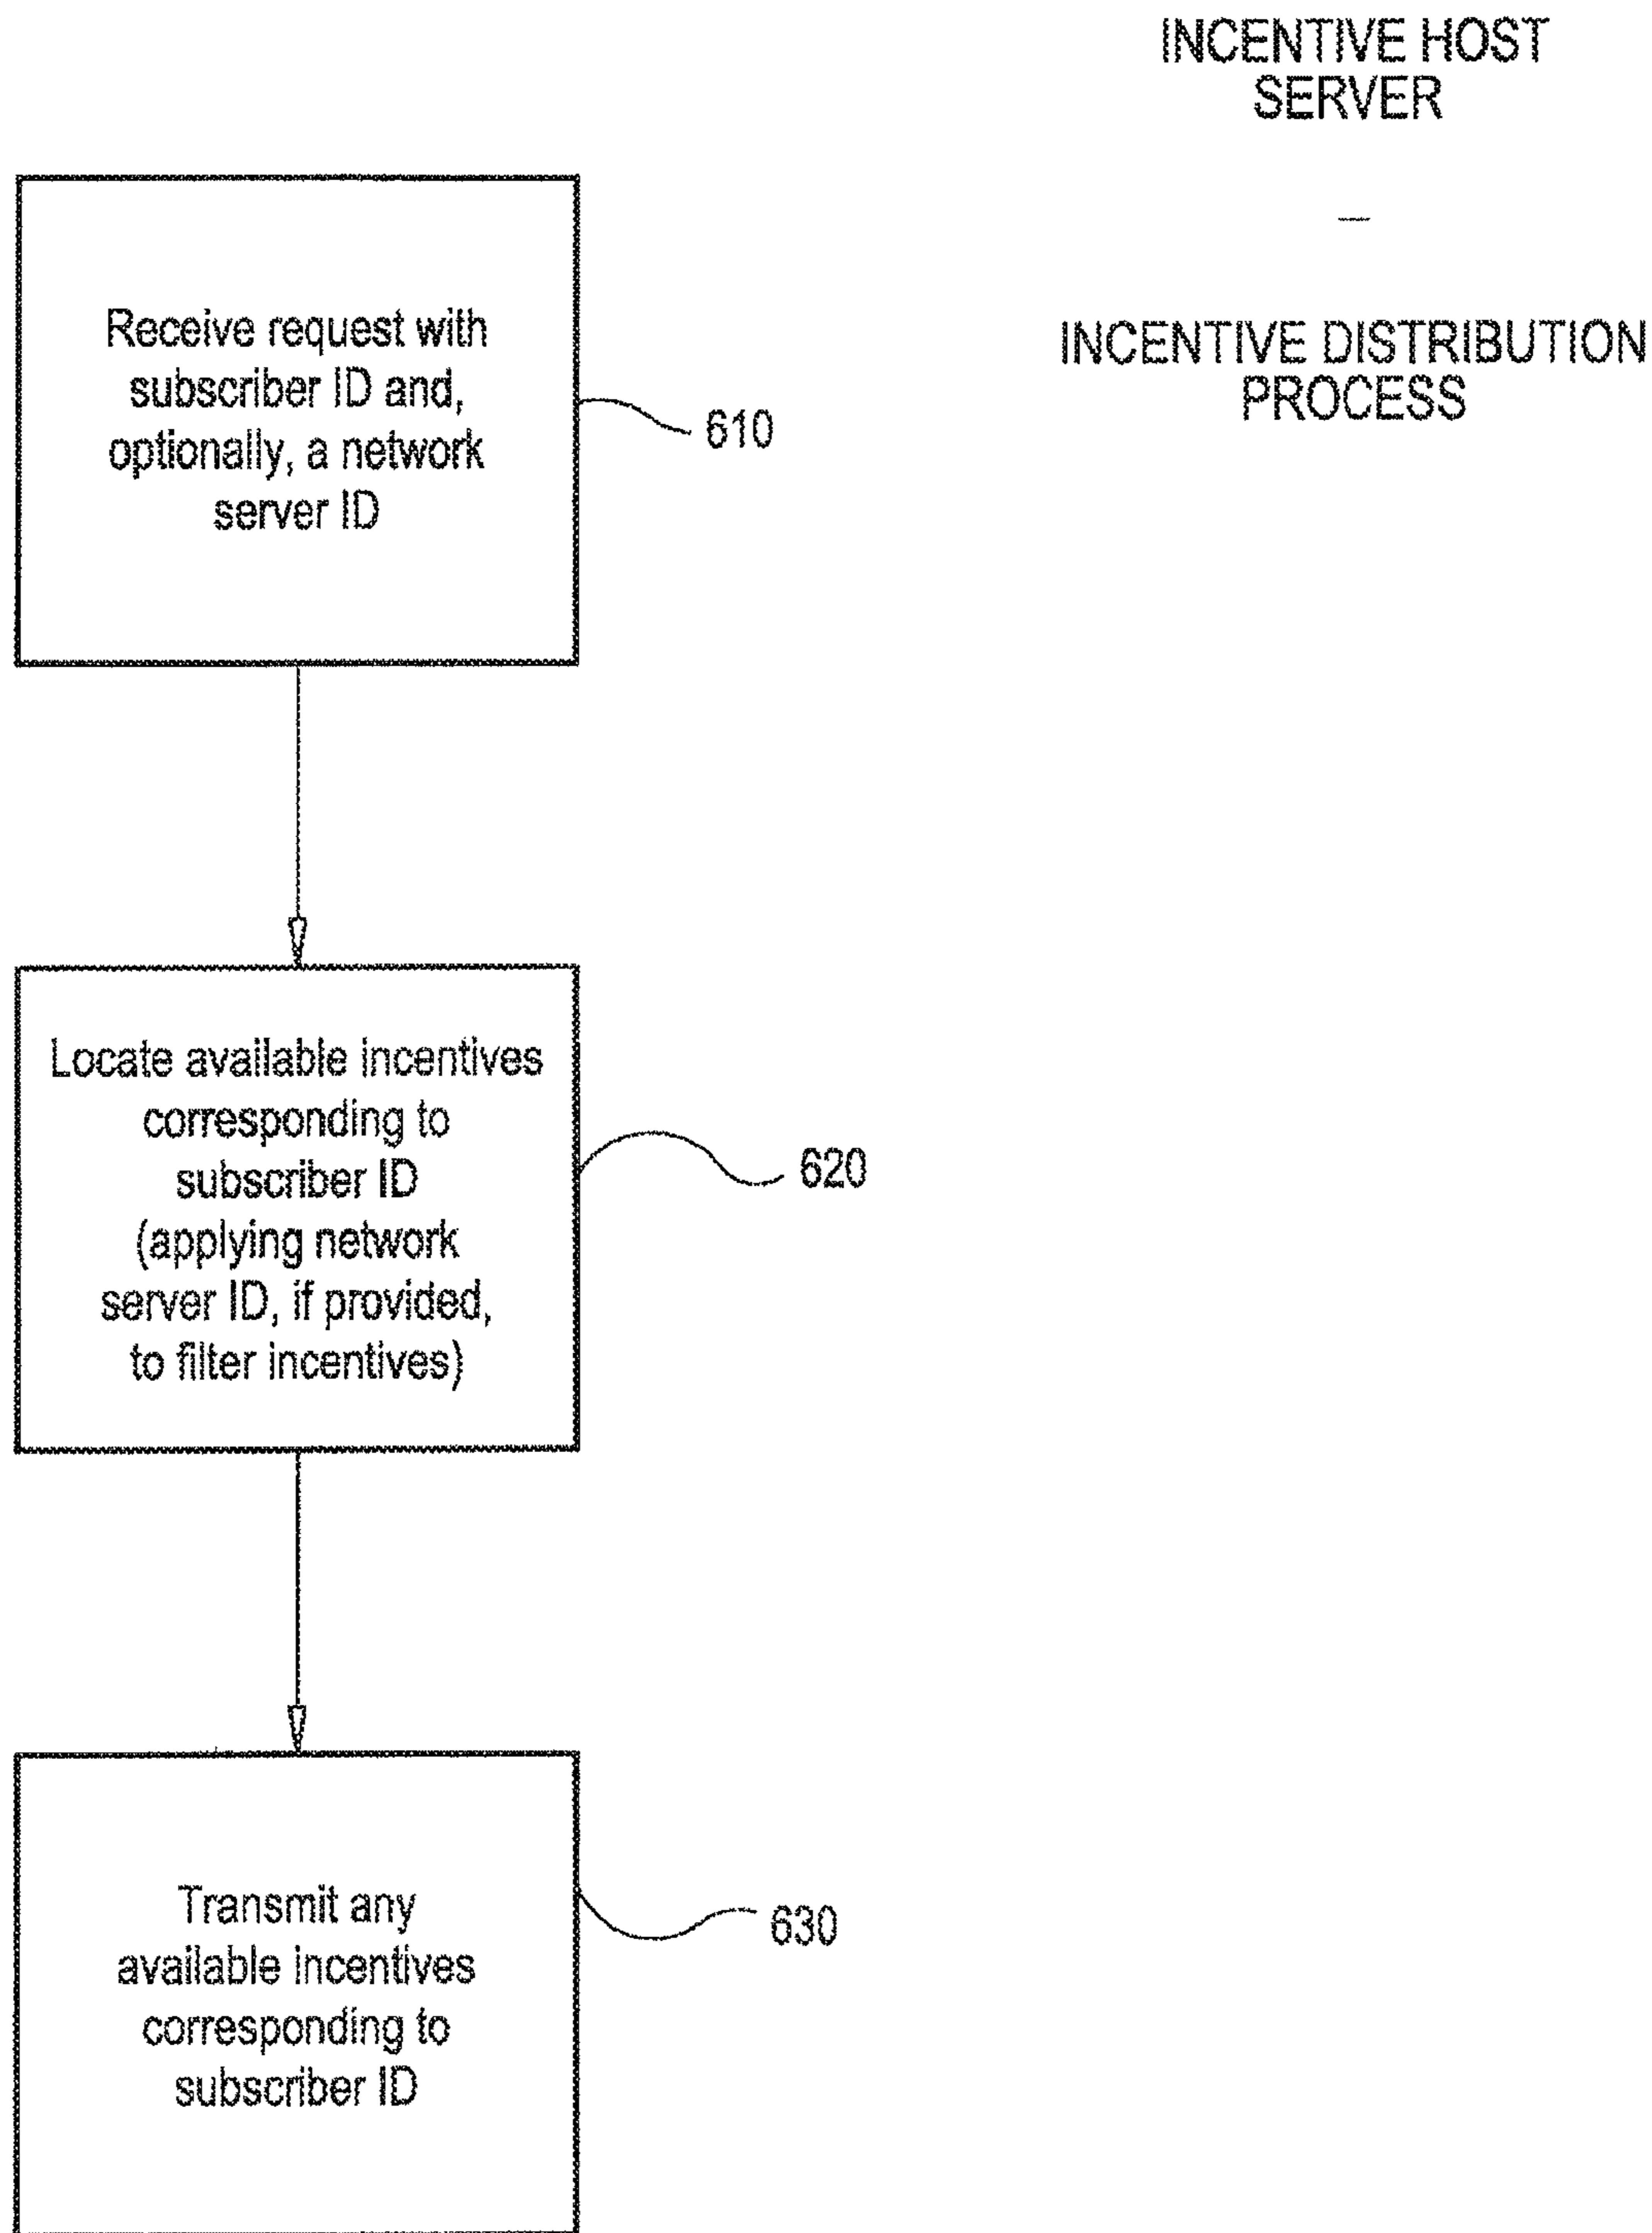 INCENTIVE HOST
SERVER
—
INCENTIVE DISTRIBUTION
PROCESS
Receive request with
subscriber ID and,
optionally, a network
server ID
610
Locate available incentives
corresponding to
subscriber ID
(applying network
server ID, if provided,
to filter incentives)
620
Transmit any
available incentives
corresponding to
subscriber ID
630